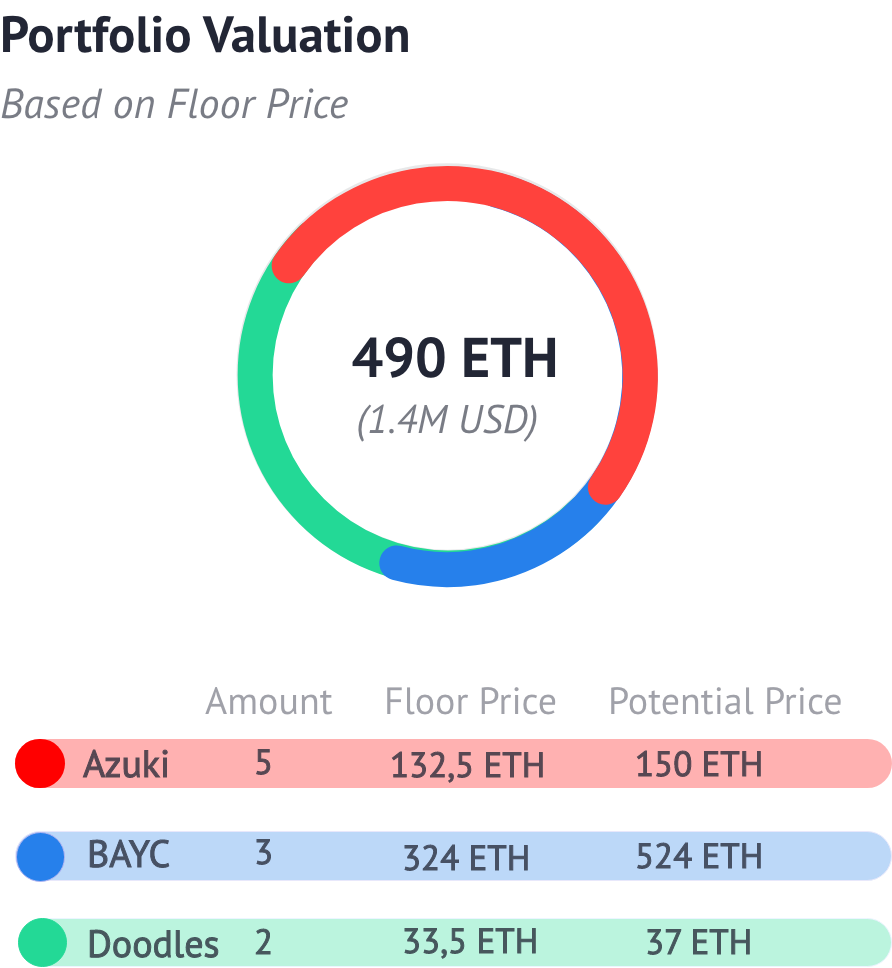 Portfolio Valuation
Based on Floor Price
490 ETH
(1.4M USD)
Amount Floor Price Potential Price
Azuki 5 132,5 ETH 150 ETH
BAYC 3 324 ETH 524 ETH
Doodles 2 33,5 ETH 37 ETH